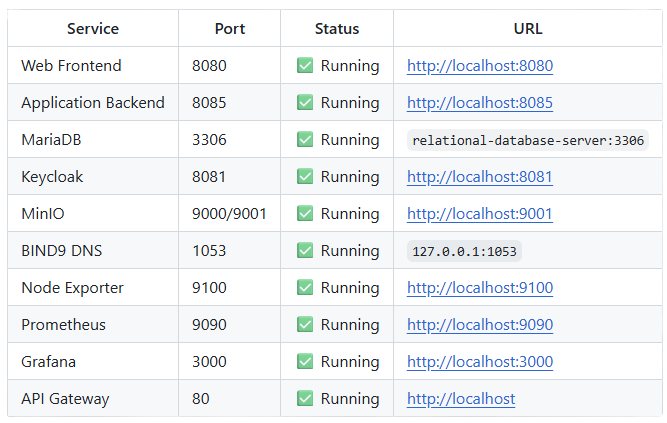 Service Port Status URL
Web Frontend 8080 ✅ Running http://localhost:8080
Application Backend 8085 ✅ Running http://localhost:8085
MariaDB 3306 ✅ Running relational-database-server:3306
Keycloak 8081 ✅ Running http://localhost:8081
MinIO 9000/9001 ✅ Running http://localhost:9001
BIND9 DNS 1053 ✅ Running 127.0.0.1:1053
Node Exporter 9100 ✅ Running http://localhost:9100
Prometheus 9090 ✅ Running http://localhost:9090
Grafana 3000 ✅ Running http://localhost:3000
API Gateway 80 ✅ Running http://localhost